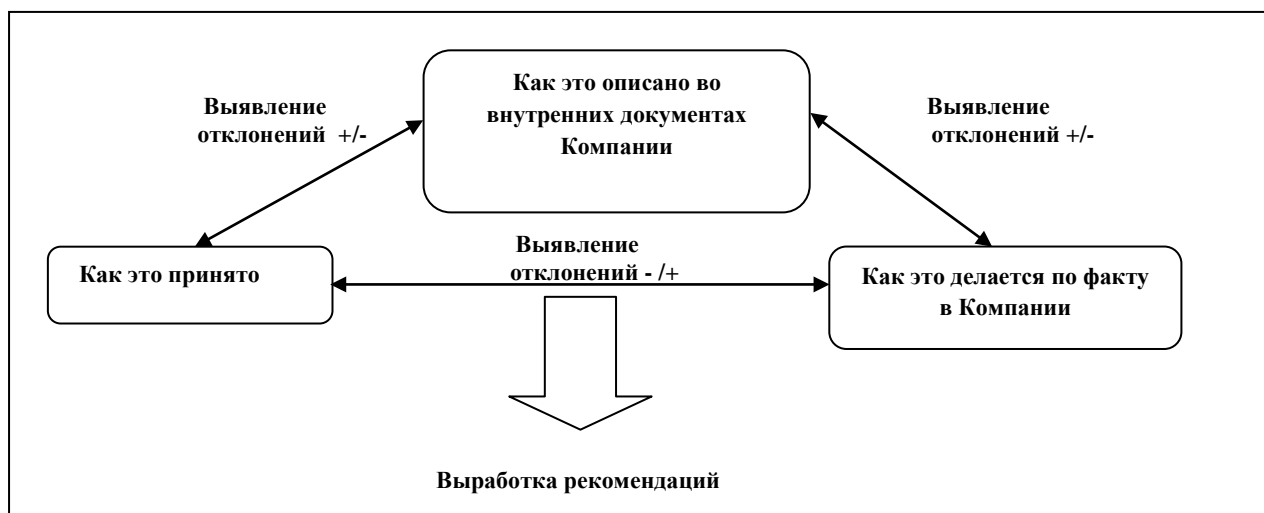 Как это описано во
внутренних документах
Компании
Выявление
отклонений +/-
Выявление
отклонений +/-
Выявление
отклонений - /+
Как это принято
Как это делается по факту
в Компании
Выработка рекомендаций